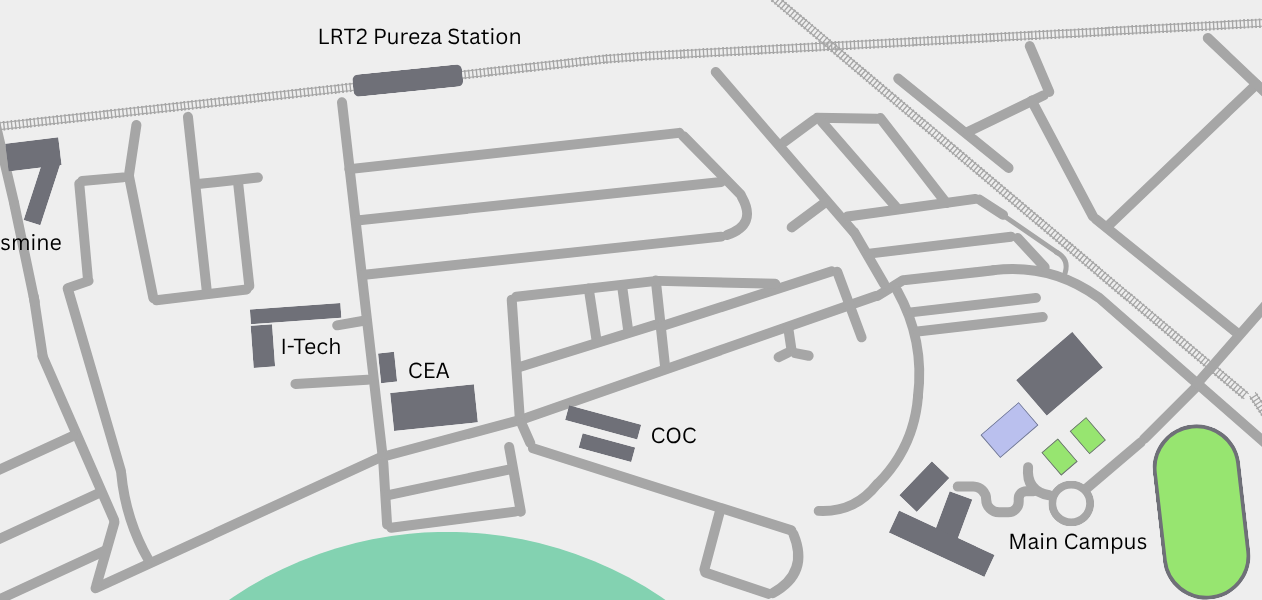 LRT2 Pureza Station
smine
I-Tech
CEA
COC
Main Campus